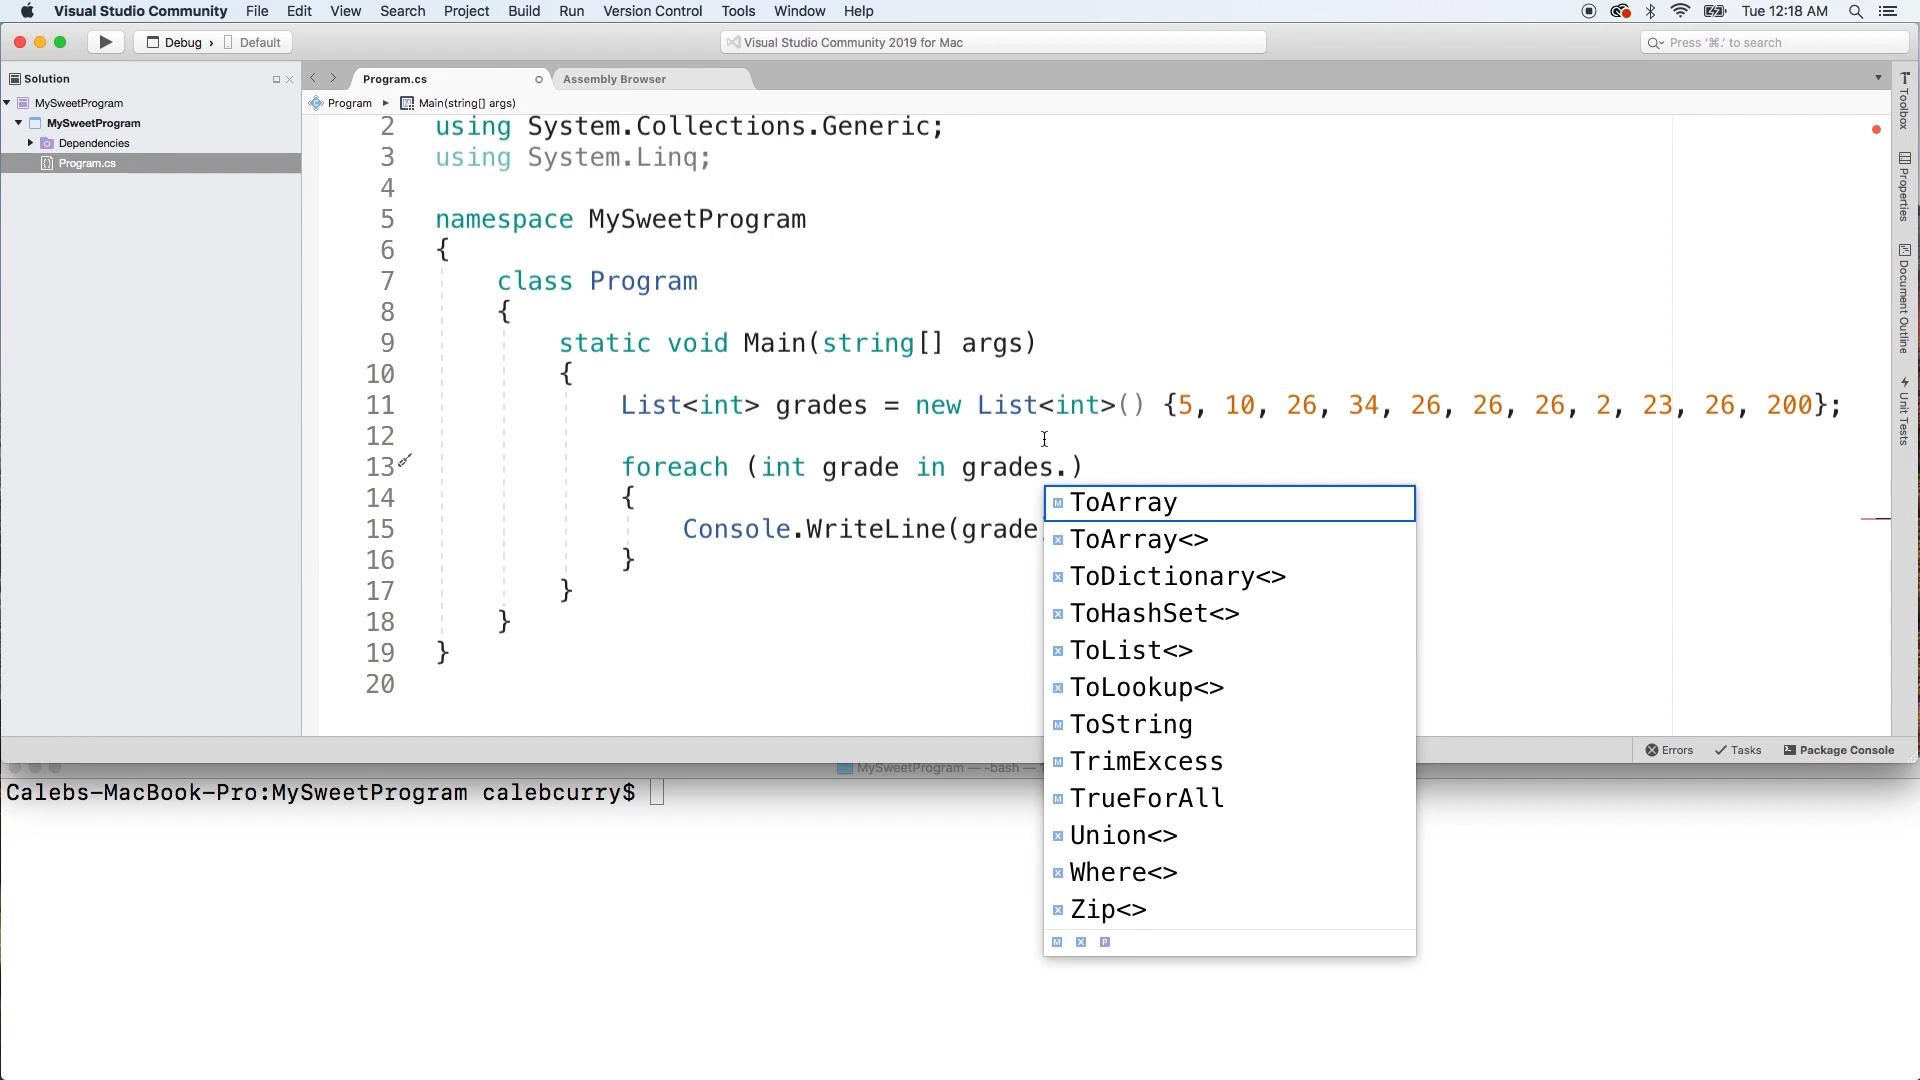 Visual Studio Community File Edit View Search Project Build Run Version Control Tools Window Help Tue 12:18 AM
Debug › Default Visual Studio Community 2019 for Mac Press '⌘.' to search
Solution
MySweetProgram
MySweetProgram
Dependencies
Program.cs
Program.cs Assembly Browser
Program ▸ Main(string[] args)
2 using System.Collections.Generic;
3 using System.Linq;
4
5 namespace MySweetProgram
6 {
7 class Program
8 {
9 static void Main(string[] args)
10 {
11 List<int> grades = new List<int>() {5, 10, 26, 34, 26, 26, 26, 2, 23, 26, 200};
12
13 foreach (int grade in grades.)
14 {
15 Console.WriteLine(grade
16 }
17 }
18 }
19 }
20
ToArray
ToArray<>
ToDictionary<>
ToHashSet<>
ToList<>
ToLookup<>
ToString
TrimExcess
TrueForAll
Union<>
Where<>
Zip<>
M X P
Toolbox
Properties
Document Outline
Unit Tests
Errors Tasks Package Console
MySweetProgram — -bash —
Calebs-MacBook-Pro:MySweetProgram calebcurry$